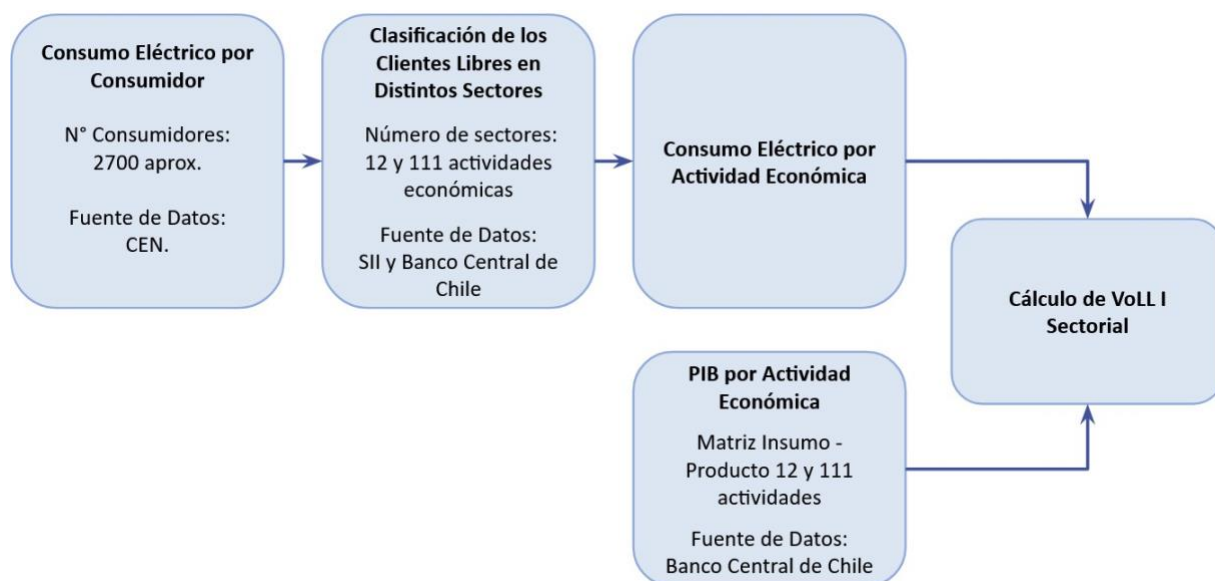 Consumo Eléctrico por
Consumidor
N° Consumidores:
2700 aprox.
Fuente de Datos:
CEN.
Clasificación de los
Clientes Libres en
Distintos Sectores
Número de sectores:
12 y 111 actividades
económicas
Fuente de Datos:
SII y Banco Central de
Chile
Consumo Eléctrico por
Actividad Económica
PIB por Actividad
Económica
Matriz Insumo -
Producto 12 y 111
actividades
Fuente de Datos:
Banco Central de Chile
Cálculo de VoLL I
Sectorial